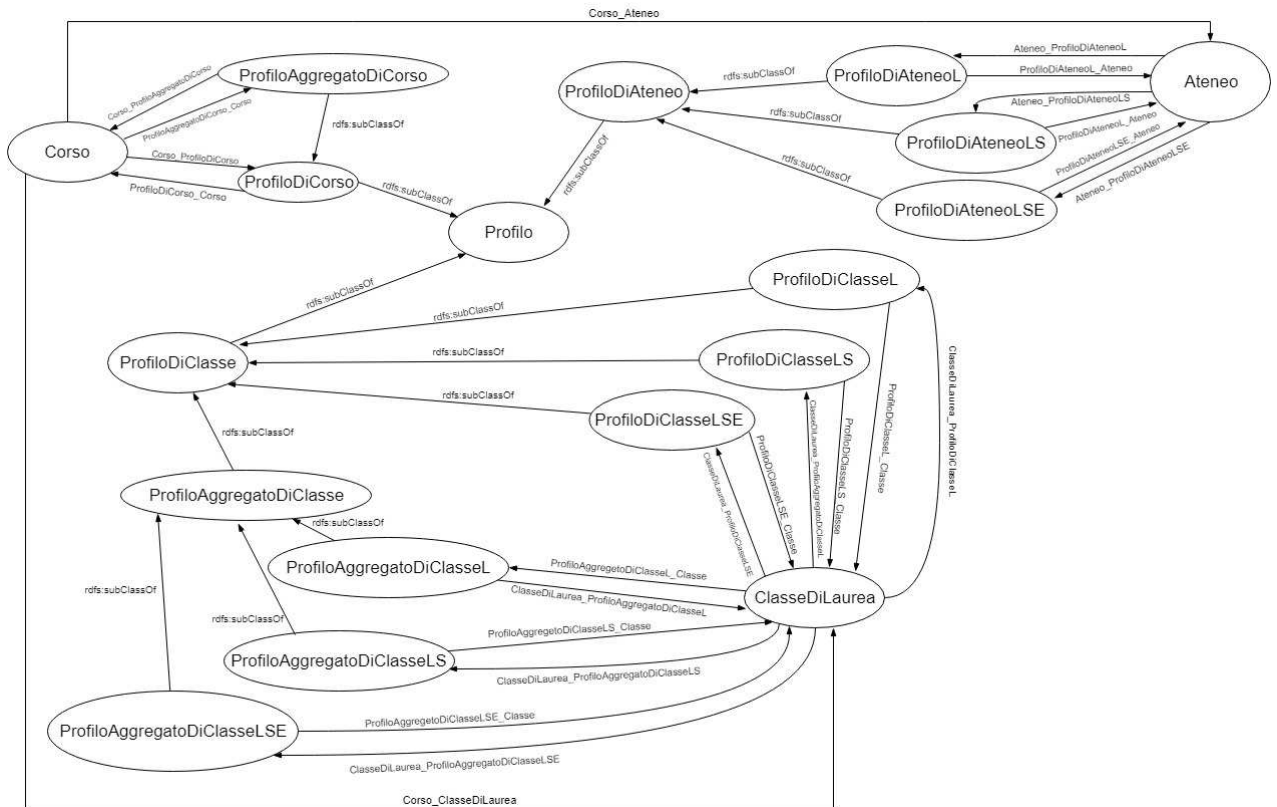 Corso_Ateneo
ProfiloAggregatoDiCorso
Corso_ProfiloAggregatoDiCorso
ProfiloAggregatoDiCorso_Corso
rdfs:subClassOf
Corso
Corso_ProfiloDiCorso
ProfiloDiCorso_Corso
ProfiloDiCorso
rdfs:subClassOf
Profilo
ProfiloDiAteneo
rdfs:subClassOf
rdfs:subClassOf
ProfiloDiAteneoL
Ateneo_ProfiloDiAteneoL
ProfiloDiAteneoL_Ateneo
Ateneo
Ateneo_ProfiloDiAteneoLS
rdfs:subClassOf
ProfiloDiAteneoLS
ProfiloDiAteneoL_Ateneo
ProfiloDiAteneoLSE_Ateneo
Ateneo_ProfiloDiAteneoLSE
rdfs:subClassOf
ProfiloDiAteneoLSE
rdfs:subClassOf
ProfiloDiClasseL
rdfs:subClassOf
ProfiloDiClasse
rdfs:subClassOf
ProfiloDiClasseLS
rdfs:subClassOf
ProfiloDiClasseLSE
ClasseDiLaurea_ProfiloDiClasseL
ProfiloDiClasseL_Classe
ProfiloDiClasseLS_Classe
ClasseDiLaurea_ProfiloAggregatoDiClasseL
ProfiloDiClasseLSE_Classe
ClasseDiLaurea_ProfiloDiClasseLSE
rdfs:subClassOf
ProfiloAggregatoDiClasse
rdfs:subClassOf
ProfiloAggregatoDiClasseL
ProfiloAggregetoDiClasseL_Classe
ClasseDiLaurea_ProfiloAggregatoDiClasseL
ClasseDiLaurea
rdfs:subClassOf
rdfs:subClassOf
ProfiloAggregetoDiClasseLS_Classe
ProfiloAggregatoDiClasseLS
ClasseDiLaurea_ProfiloAggregatoDiClasseLS
ProfiloAggregetoDiClasseLSE_Classe
ProfiloAggregatoDiClasseLSE
ClasseDiLaurea_ProfiloAggregatoDiClasseLSE
Corso_ClasseDiLaurea